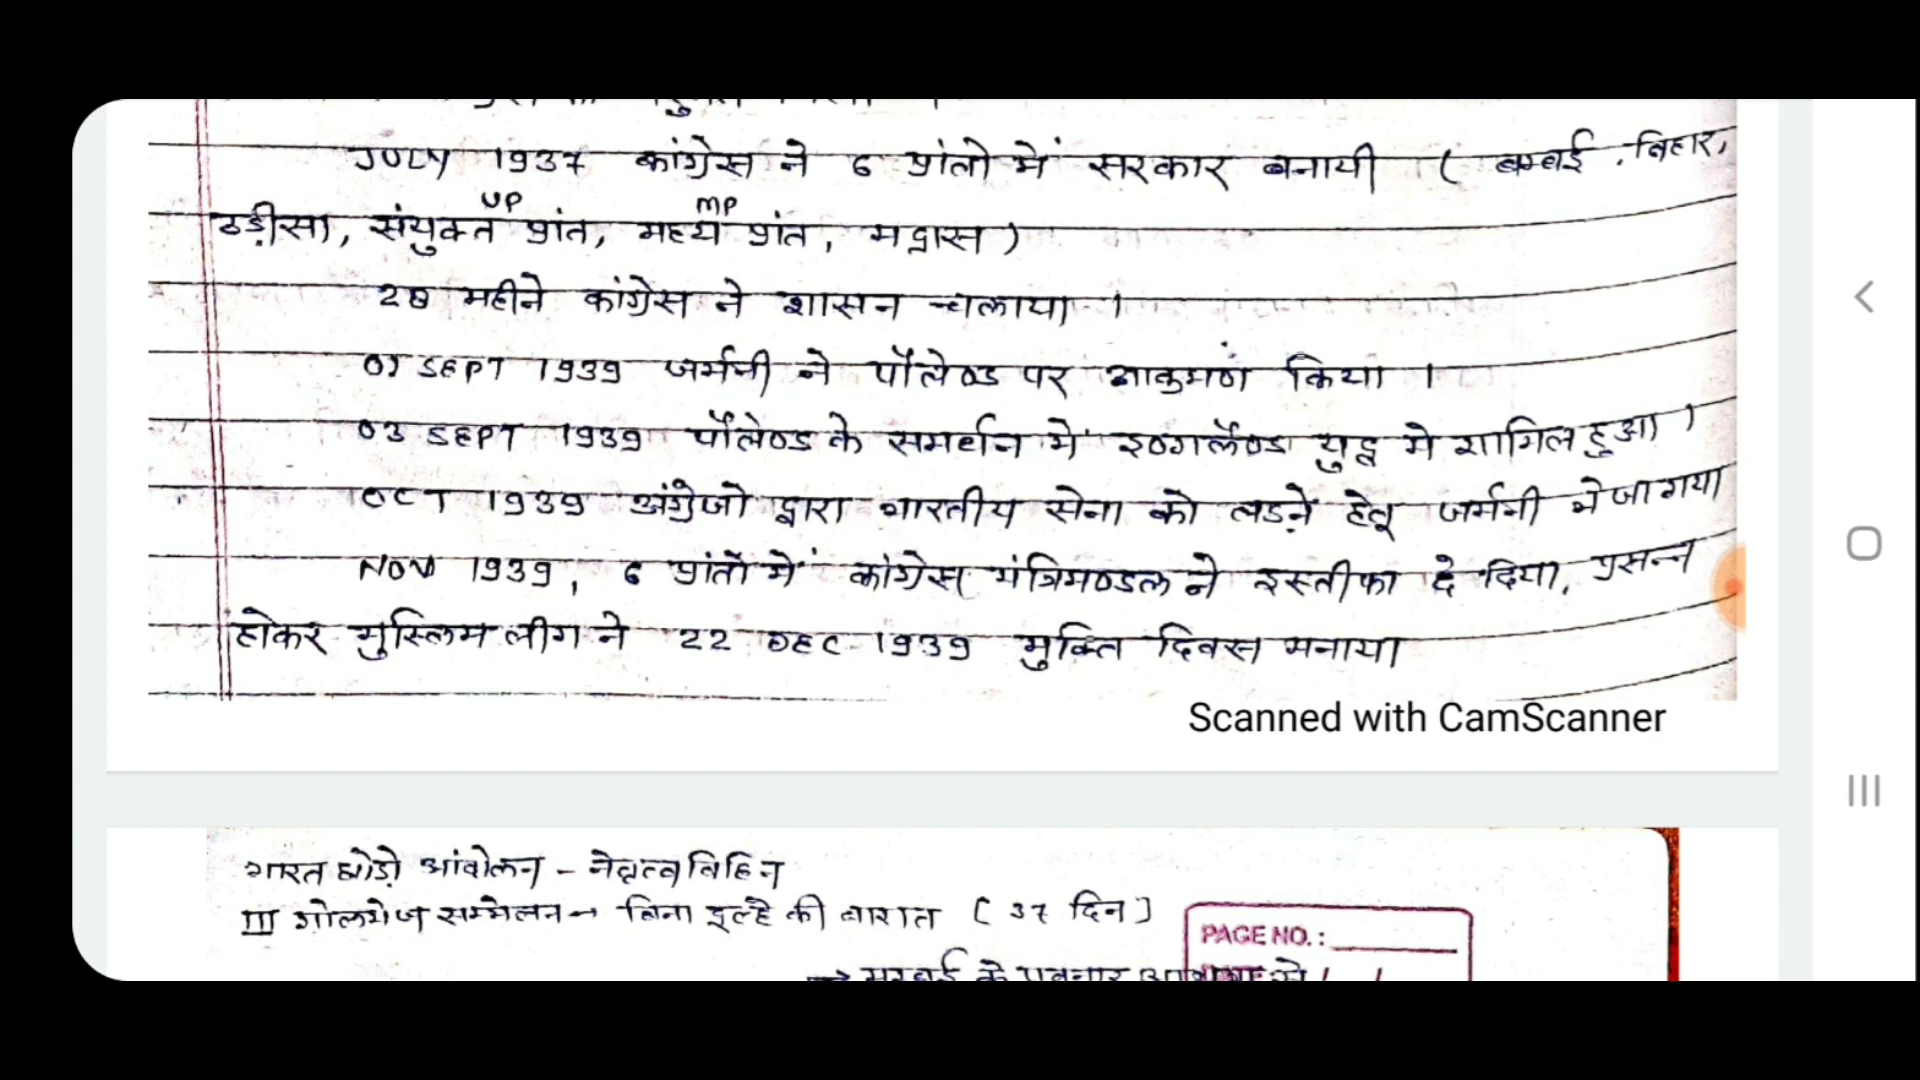 JULY 1937 कांग्रेस ने 6 प्रांतो में सरकार बनायी ( बम्बई, बिहार,
UP MP
उड़ीसा, संयुक्त प्रांत, मध्य प्रांत, मद्रास )
28 महीने कांग्रेस ने शासन चलाया ।
01 SEPT 1939 जर्मनी ने पौलेण्ड पर आक्रमण किया ।
03 SEPT 1939 पौलेण्ड के समर्थन मे इंग्लैण्ड युद्ध मे शामिल हुआ ।
OCT 1939 अंग्रेजो द्वारा भारतीय सेना को लडने हेतू जर्मनी भेजा गया
NOV 1939, 6 प्रांतों मे कांग्रेस मंत्रिमण्डल ने इस्तीफा दे दिया, प्रसन्न
होकर मुस्लिम लीग ने 22 DEC 1939 मुक्ति दिवस मनाया
Scanned with CamScanner
भारत छोडो आंदोलन - नेतृत्व विहिन
III गोलमेज सम्मेलन → बिना दुल्हे की बारात [ 37 दिन ]
PAGE NO.: